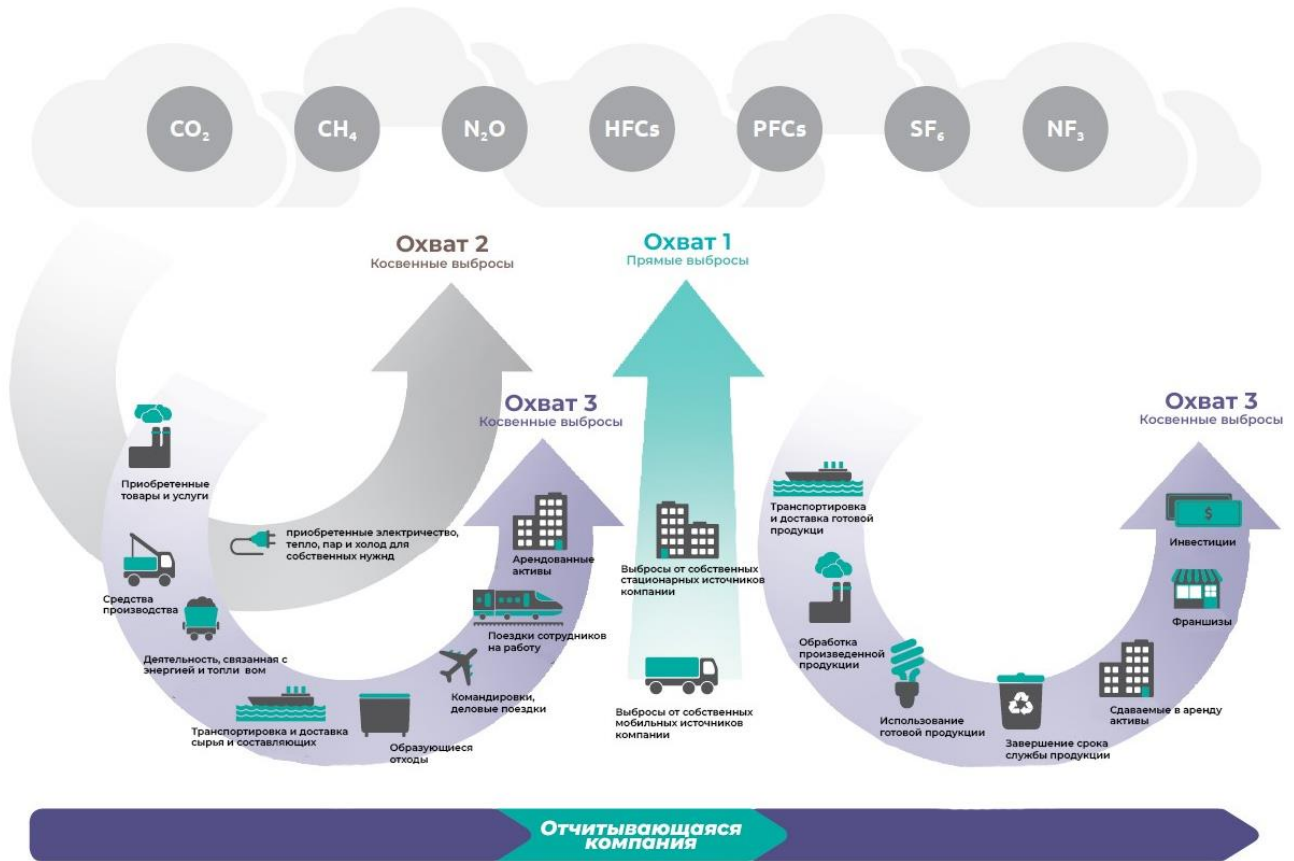 CO₂
CH₄
N₂O
HFCs
PFCs
SF₆
NF₃
Охват 2
Косвенные выбросы
Охват 1
Прямые выбросы
Охват 3
Косвенные выбросы
Охват 3
Косвенные выбросы
Приобретенные
товары и услуги
приобретенные электричество,
тепло, пар и холод для
собственных нужнд
Средства
производства
Деятельность, связанная с
энергией и топли вом
Транспортировка и доставка
сырья и составляющих
Образующиеся
отходы
Командировки,
деловые поездки
Поездки сотрудников
на работу
Арендованные
активы
Выбросы от собственных
стационарных источников
компании
Выбросы от собственных
мобильных источников
компании
Транспортировка
и доставка готовой
продукци
Обработка
произведенной
продукции
Использование
готовой продукции
Завершение срока
службы продукции
Сдаваемые в аренду
активы
Франшизы
$
Инвестиции
Отчитывающаяся
компания